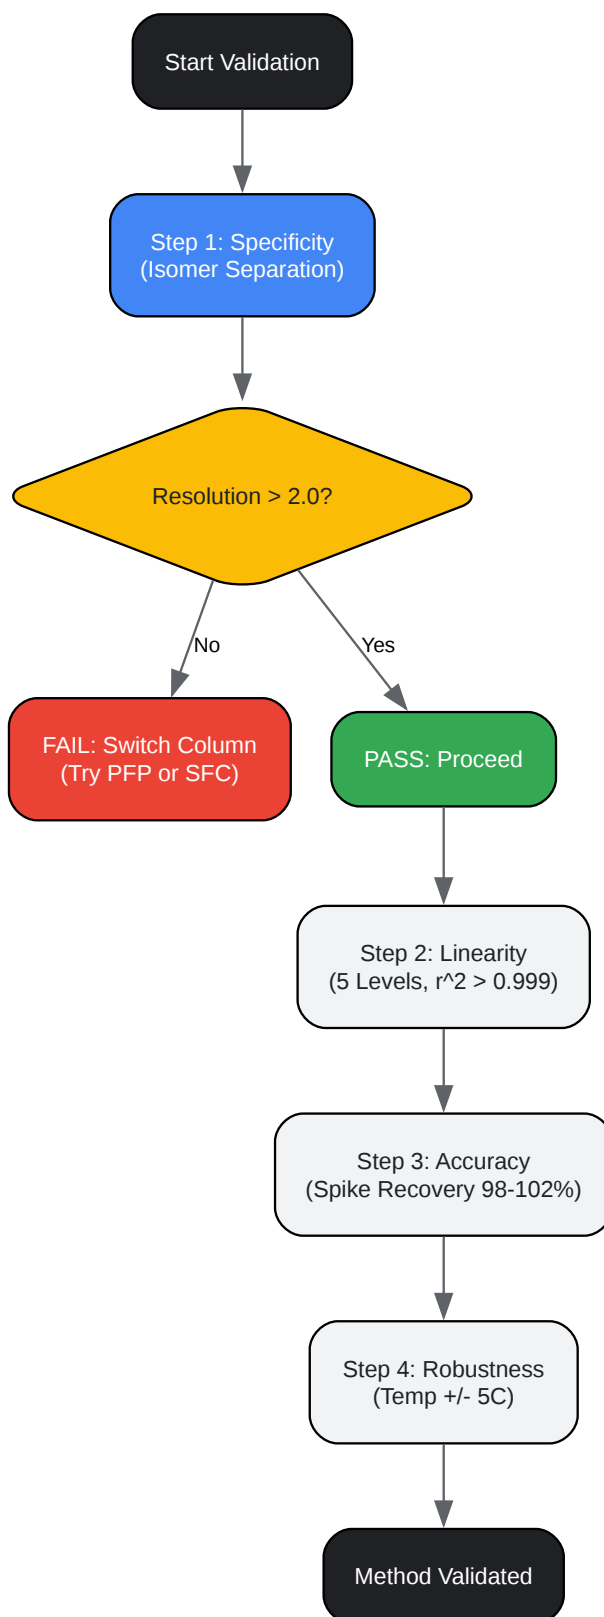 Start Validation
Step 1: Specificity
(Isomer Separation)
Resolution > 2.0?
No
Yes
FAIL: Switch Column
(Try PFP or SFC)
PASS: Proceed
Step 2: Linearity
(5 Levels, r^2 > 0.999)
Step 3: Accuracy
(Spike Recovery 98-102%)
Step 4: Robustness
(Temp +/- 5C)
Method Validated